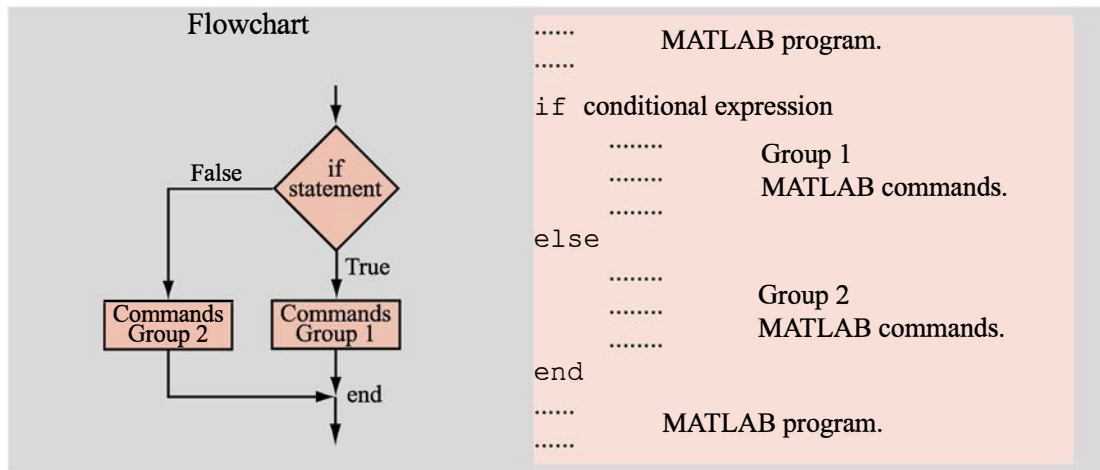 Flowchart
False
if
statement
True
Commands
Group 2
Commands
Group 1
end
...... MATLAB program.
......
if conditional expression
........ Group 1
........ MATLAB commands.
........
else
........ Group 2
........ MATLAB commands.
........
end
...... MATLAB program.
......